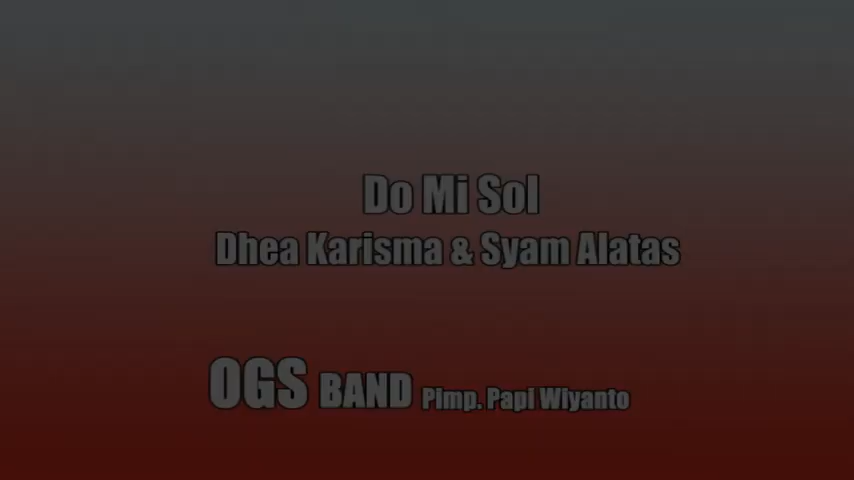 Do Mi Sol
Dhea Karisma & Syam Alatas
OGS BAND Pimp. Papi Wiyanto